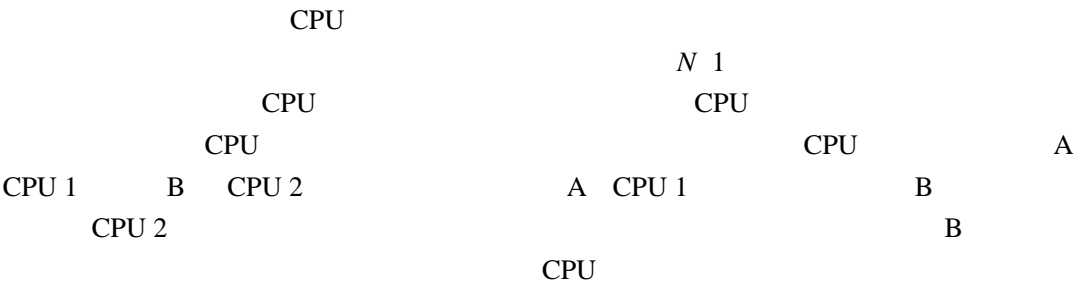 CPU
N 1
CPU CPU
CPU CPU A
CPU 1 B CPU 2 A CPU 1 B
CPU 2 B
CPU